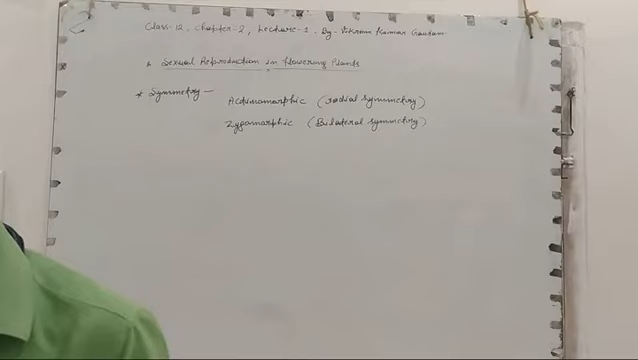 Class-12, Chapter-2, Lecture-1. By- Vikram Kumar Gautam
Sexual Reproduction in flowering Plants
* Symmetry -
Actinomorphic (radial symmetry)
Zygomorphic (Bilateral symmetry)